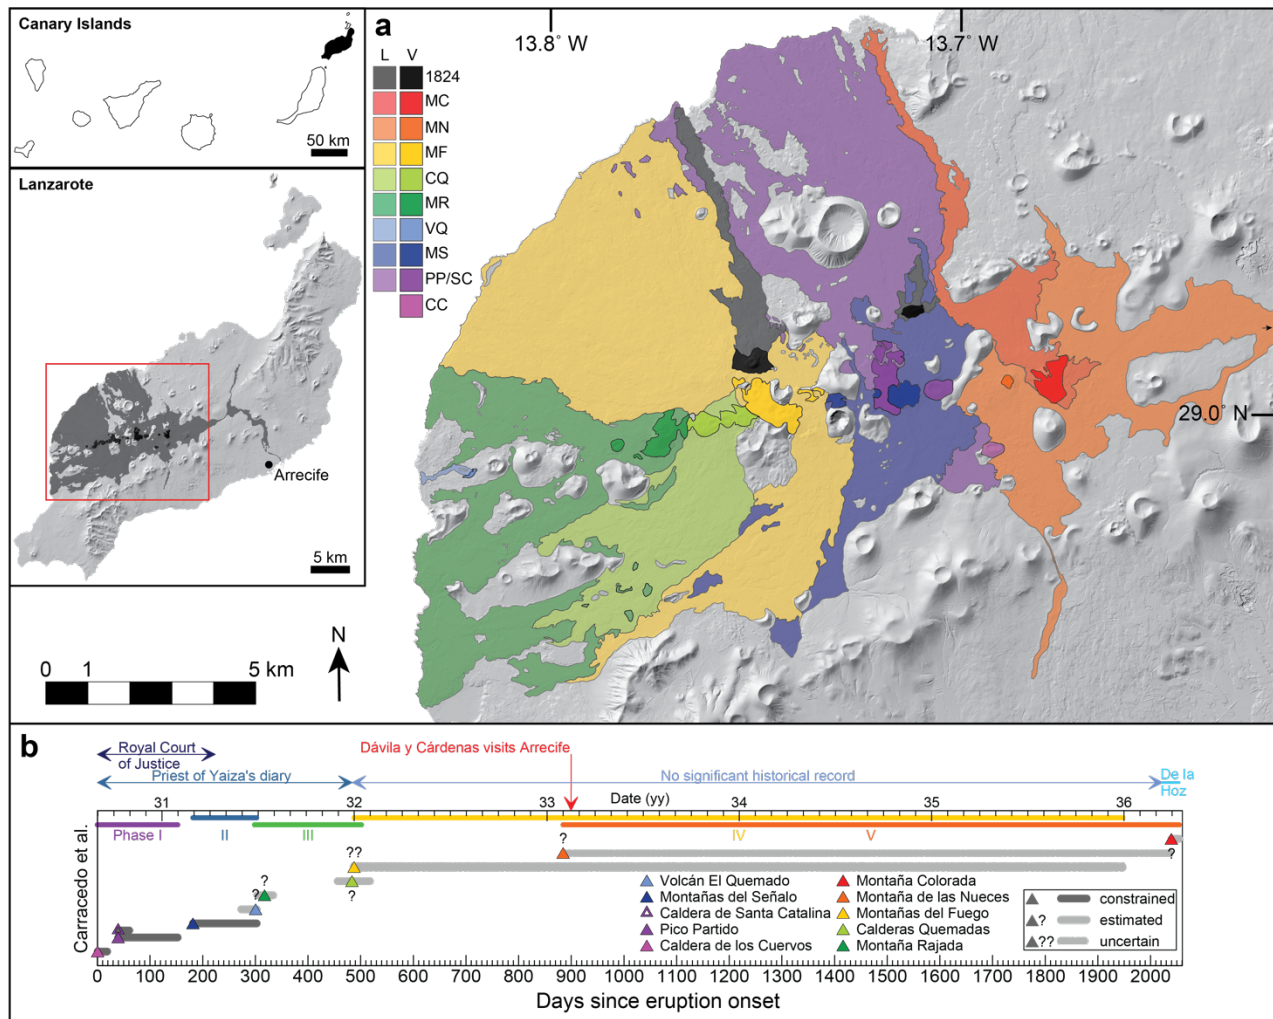 Canary Islands
50 km
Lanzarote
Arrecife
5 km
0 1 5 km
N
a
13.8° W
13.7° W
29.0° N
L V
1824
MC
MN
MF
CQ
MR
VQ
MS
PP/SC
CC
b
Royal Court
of Justice
Dávila y Cárdenas visits Arrecife
Priest of Yaiza's diary
No significant historical record
De la
Hoz
31 32 33 Date (yy) 34 35 36
Phase I II III IV V
Carracedo et al.
? ?
??
?
? ?
?
Volcán El Quemado
Montañas del Señalo
Caldera de Santa Catalina
Pico Partido
Caldera de los Cuervos
Montaña Colorada
Montaña de las Nueces
Montañas del Fuego
Calderas Quemadas
Montaña Rajada
constrained
? estimated
?? uncertain
0 100 200 300 400 500 600 700 800 900 1000 1100 1200 1300 1400 1500 1600 1700 1800 1900 2000
Days since eruption onset